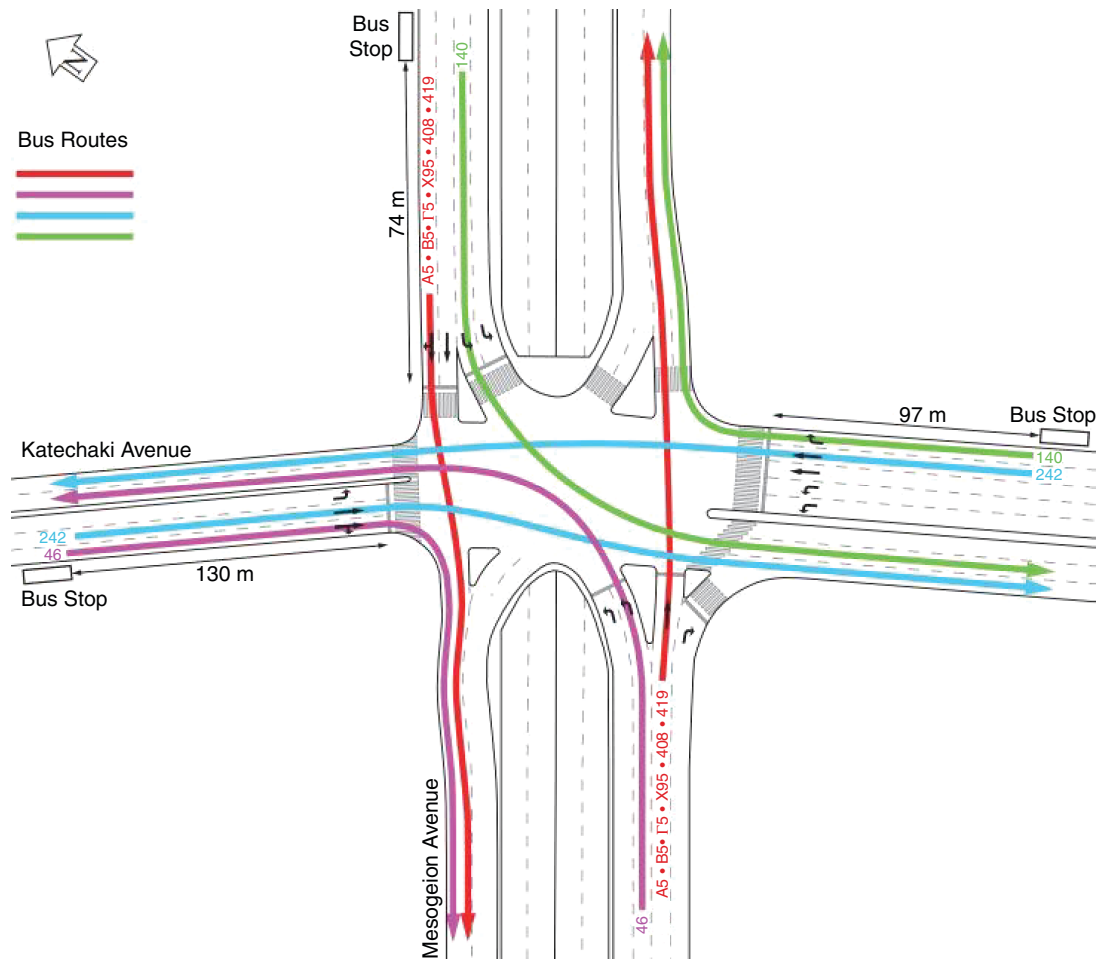 Bus
Stop
N
140
A5 • B5• Γ5 • X95 • 408 • 419
Bus Routes
74 m
97 m
Bus Stop
Katechaki Avenue
140
242
242
46
130 m
Bus Stop
A5 • B5• Γ5 • X95 • 408 • 419
Mesogeion Avenue
46